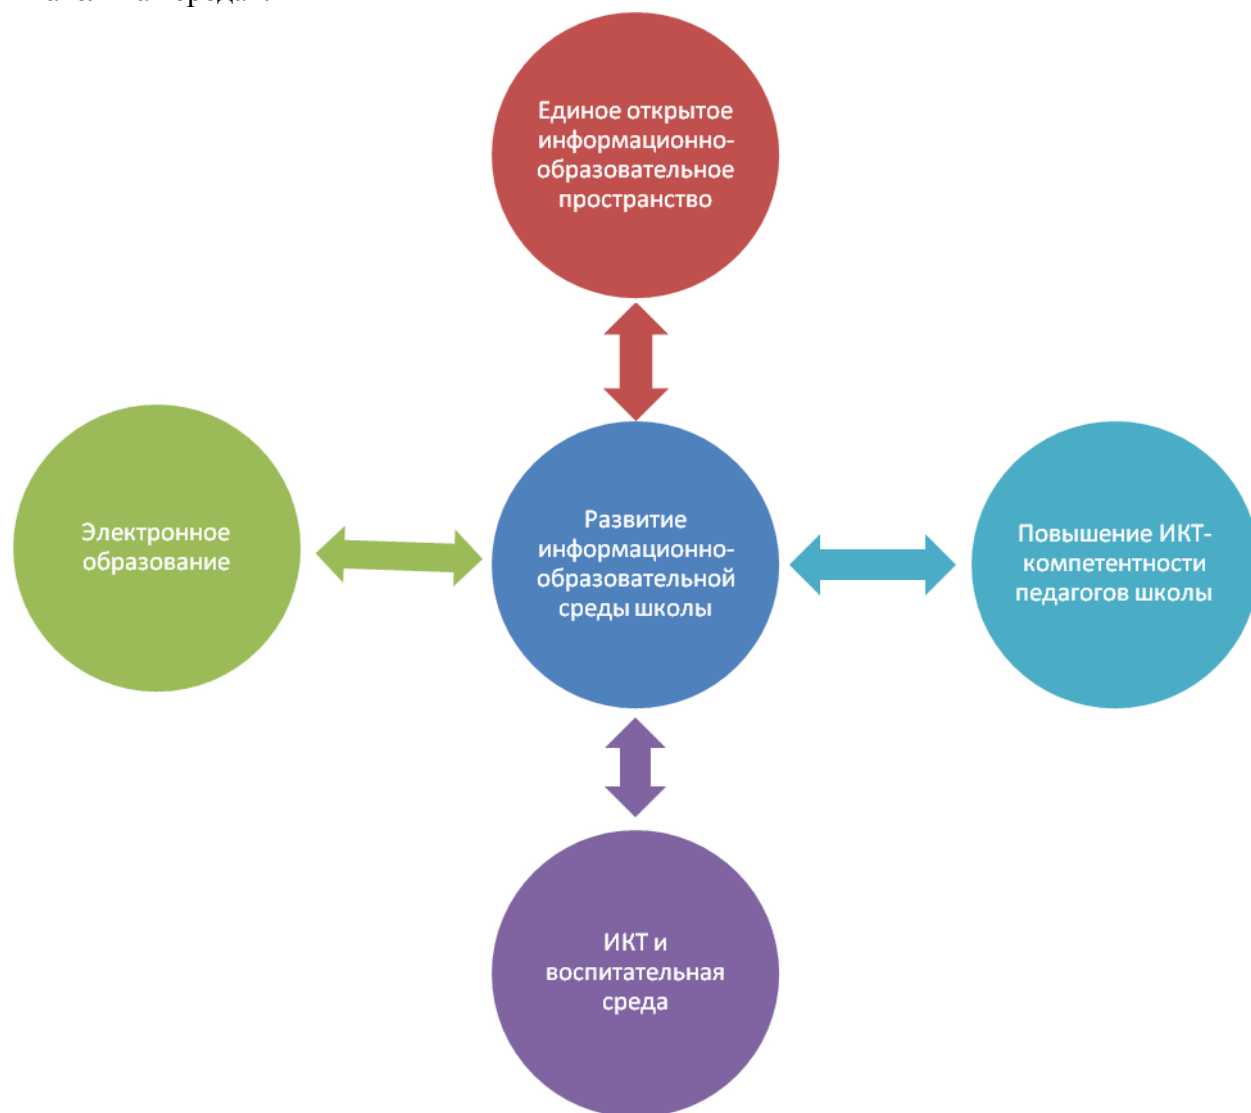 Единое открытое
информационно-
образовательное
пространство
Электронное
образование
Развитие
информационно-
образовательной
среды школы
Повышение ИКТ-
компетентности
педагогов школы
ИКТ и
воспитательная
среда